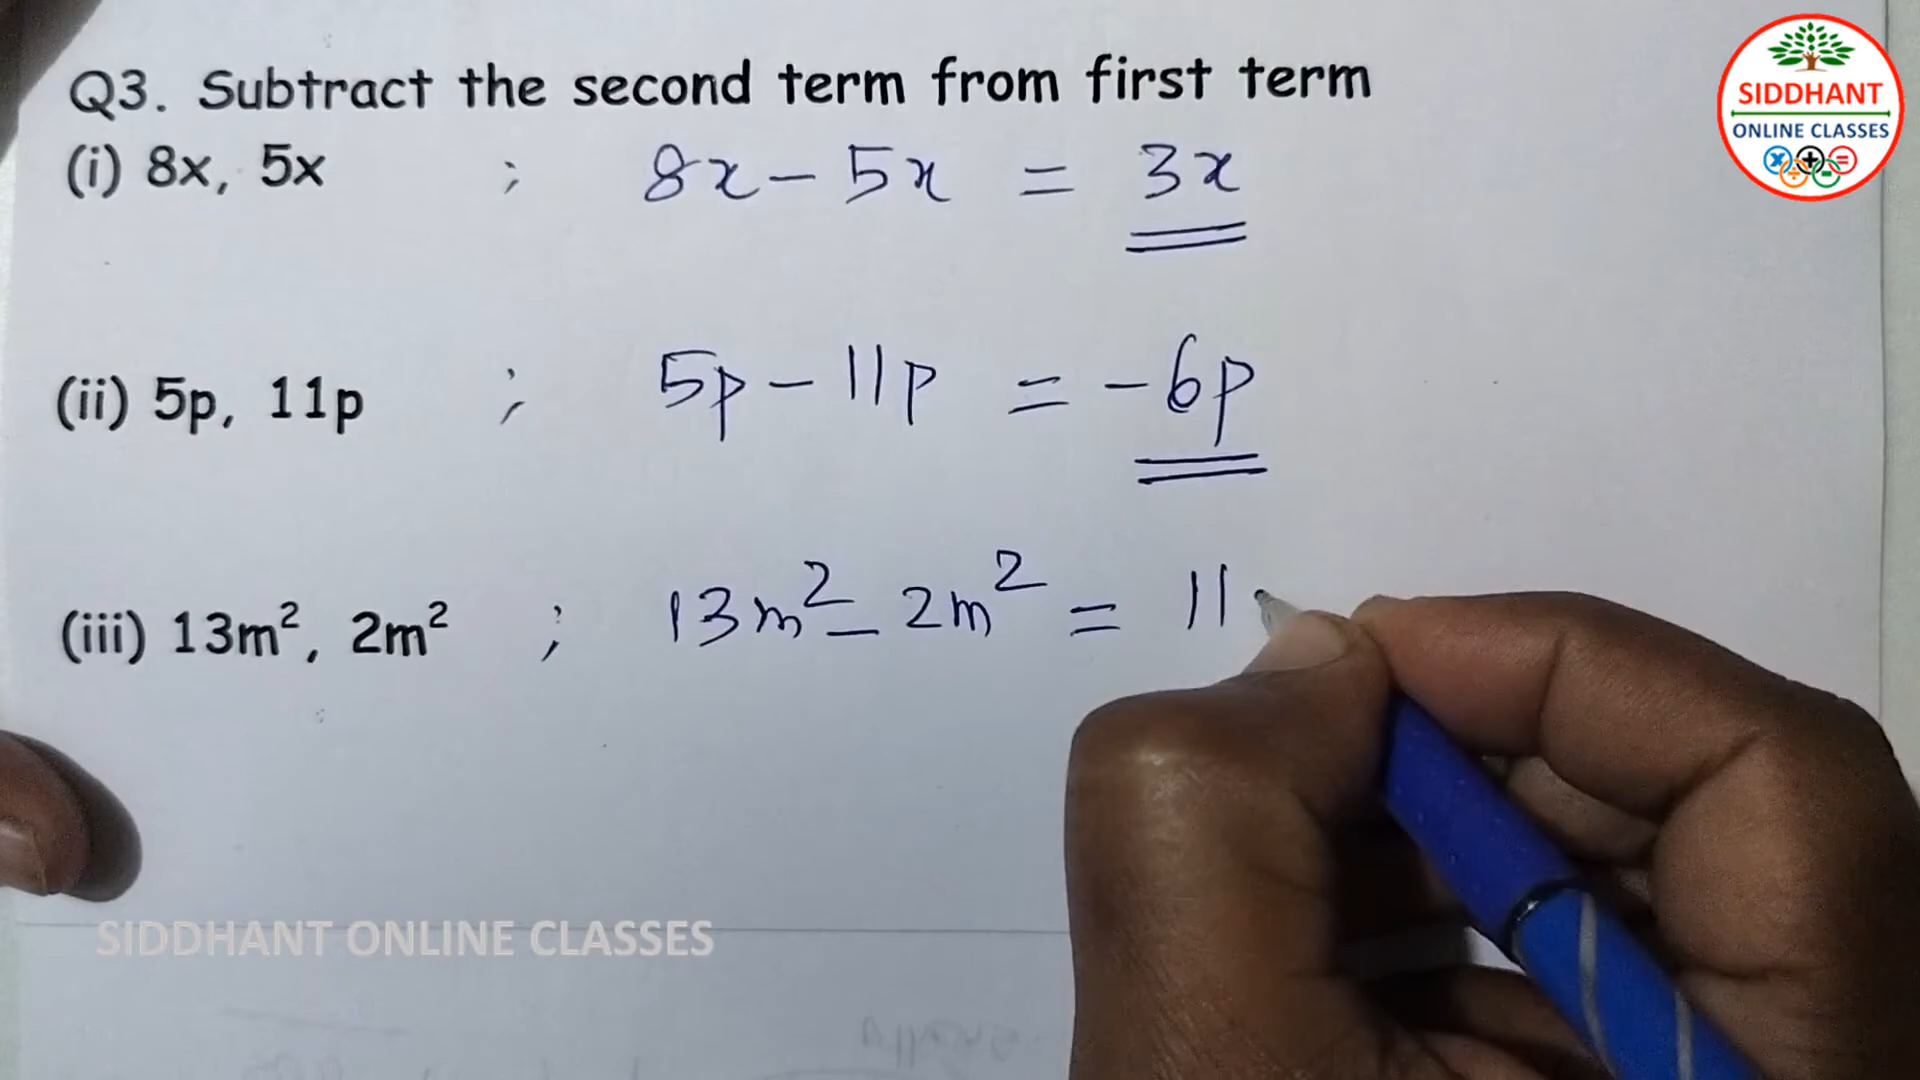 Q3. Subtract the second term from first term
(i) 8x, 5x ; 8x - 5x = 3x
(ii) 5p, 11p ; 5p - 11p = -6p
(iii) 13m², 2m² ; 13m² - 2m² = 11
SIDDHANT
ONLINE CLASSES
SIDDHANT ONLINE CLASSES